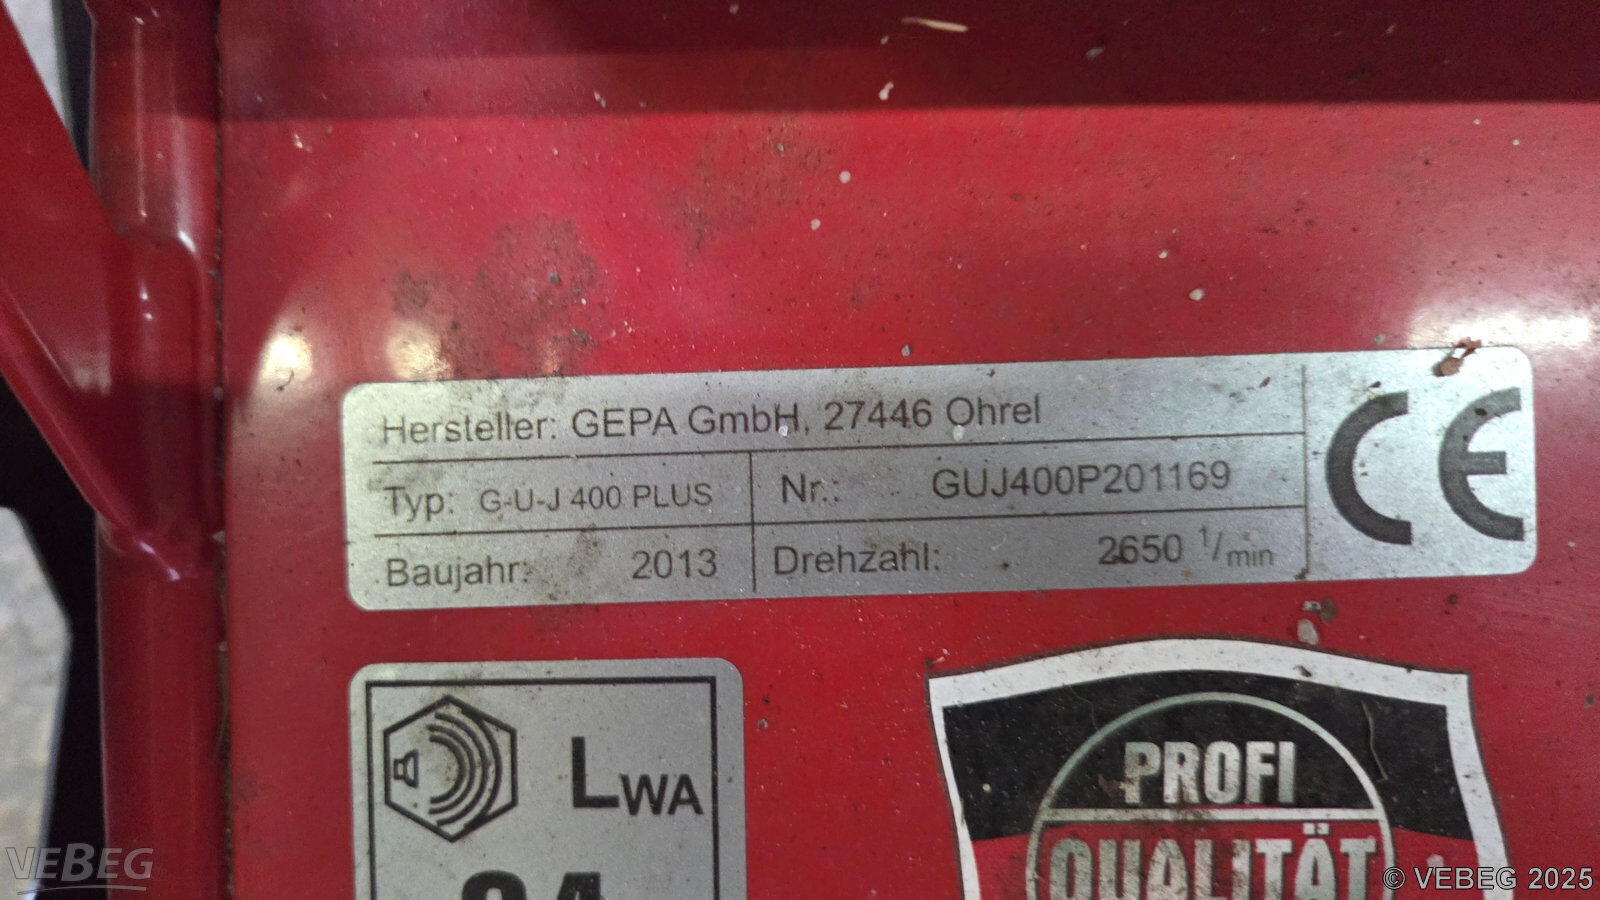 Hersteller: GEPA GmbH, 27446 Ohrel
Typ: G-U-J 400 PLUS Nr.: GUJ400P201169
Baujahr: 2013 Drehzahl: 2650 1/min
CE
LWA
PROFI
QUALITÄT
VEBEG
© VEBEG 2025